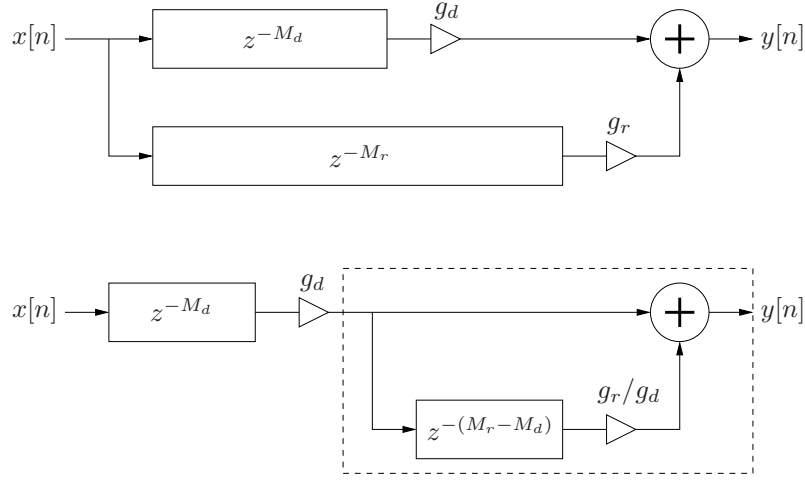 x[n] z^{-M_d} g_d + y[n]
z^{-M_r} g_r
x[n] z^{-M_d} g_d + y[n]
z^{-(M_r-M_d)} g_r/g_d